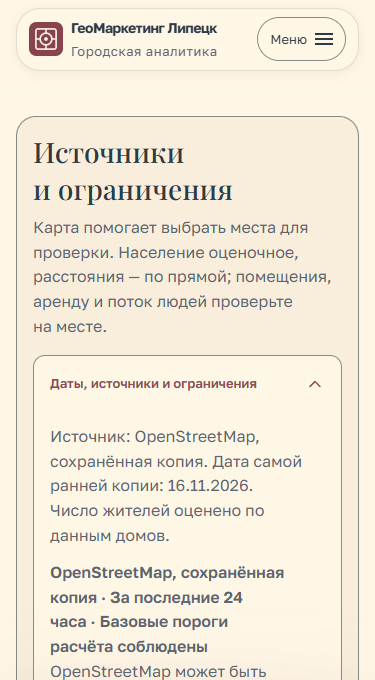 ГеоМаркетинг Липецк
Городская аналитика
Меню
Источники
и ограничения
Карта помогает выбрать места для
проверки. Население оценочное,
расстояния — по прямой; помещения,
аренду и поток людей проверьте
на месте.
Даты, источники и ограничения
Источник: OpenStreetMap,
сохранённая копия. Дата самой
ранней копии: 16.11.2026.
Число жителей оценено по
данным домов.
OpenStreetMap, сохранённая
копия · За последние 24
часа · Базовые пороги
расчёта соблюдены
OpenStreetMap может быть